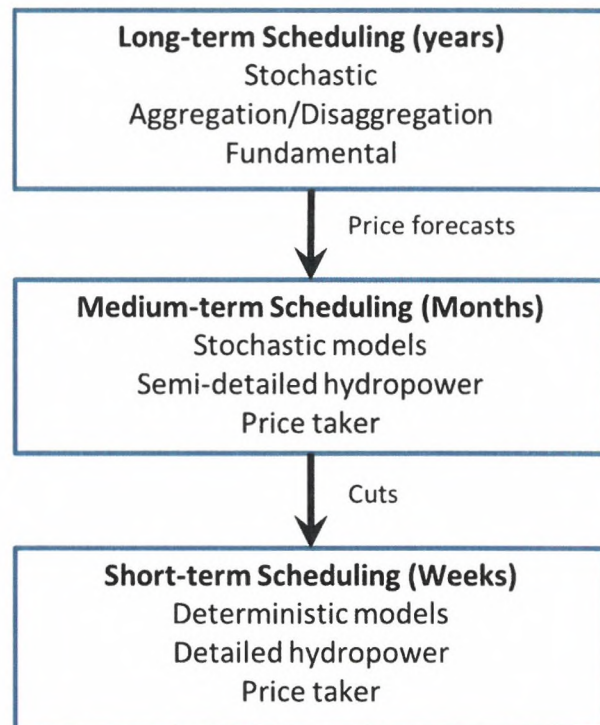 Long-term Scheduling (years)
Stochastic
Aggregation/Disaggregation
Fundamental
Price forecasts
Medium-term Scheduling (Months)
Stochastic models
Semi-detailed hydropower
Price taker
Cuts
Short-term Scheduling (Weeks)
Deterministic models
Detailed hydropower
Price taker